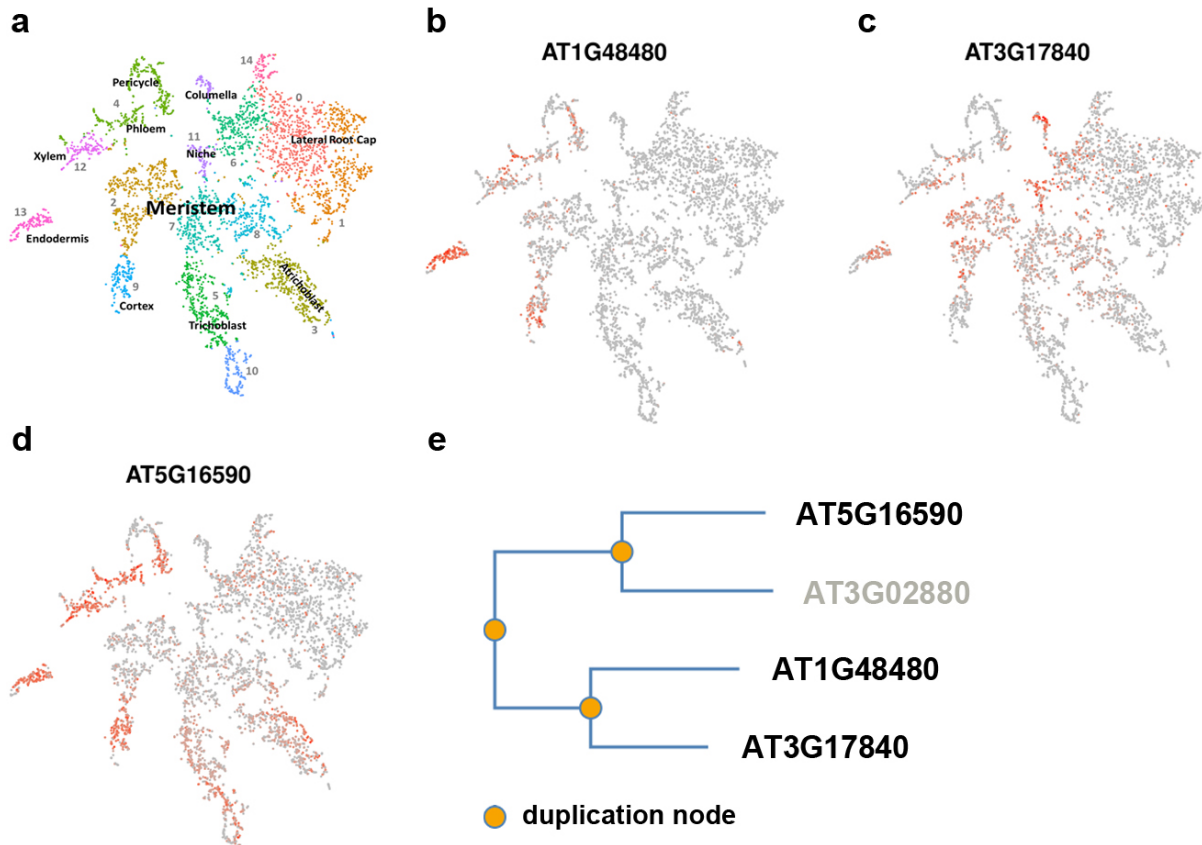 a
Pericycle
4
Phloem
Xylem
12
14
Columella
0
Lateral Root Cap
11
Niche
6
2
Meristem
7
8
1
13
Endodermis
9
Cortex
5
Trichoblast
Atrichoblast
3
10
b
AT1G48480
c
AT3G17840
d
AT5G16590
e
AT5G16590
AT3G02880
AT1G48480
AT3G17840
duplication node